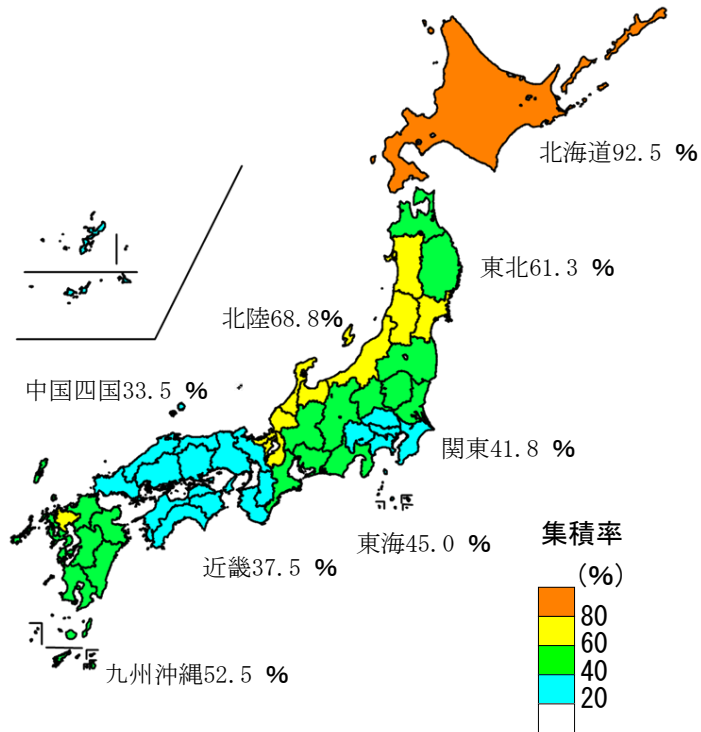 北海道92.5 %
東北61.3 %
北陸68.8%
中国四国33.5 %
関東41.8 %
東海45.0 %
近畿37.5 %
九州沖縄52.5 %
集積率
(%)
80
60
40
20